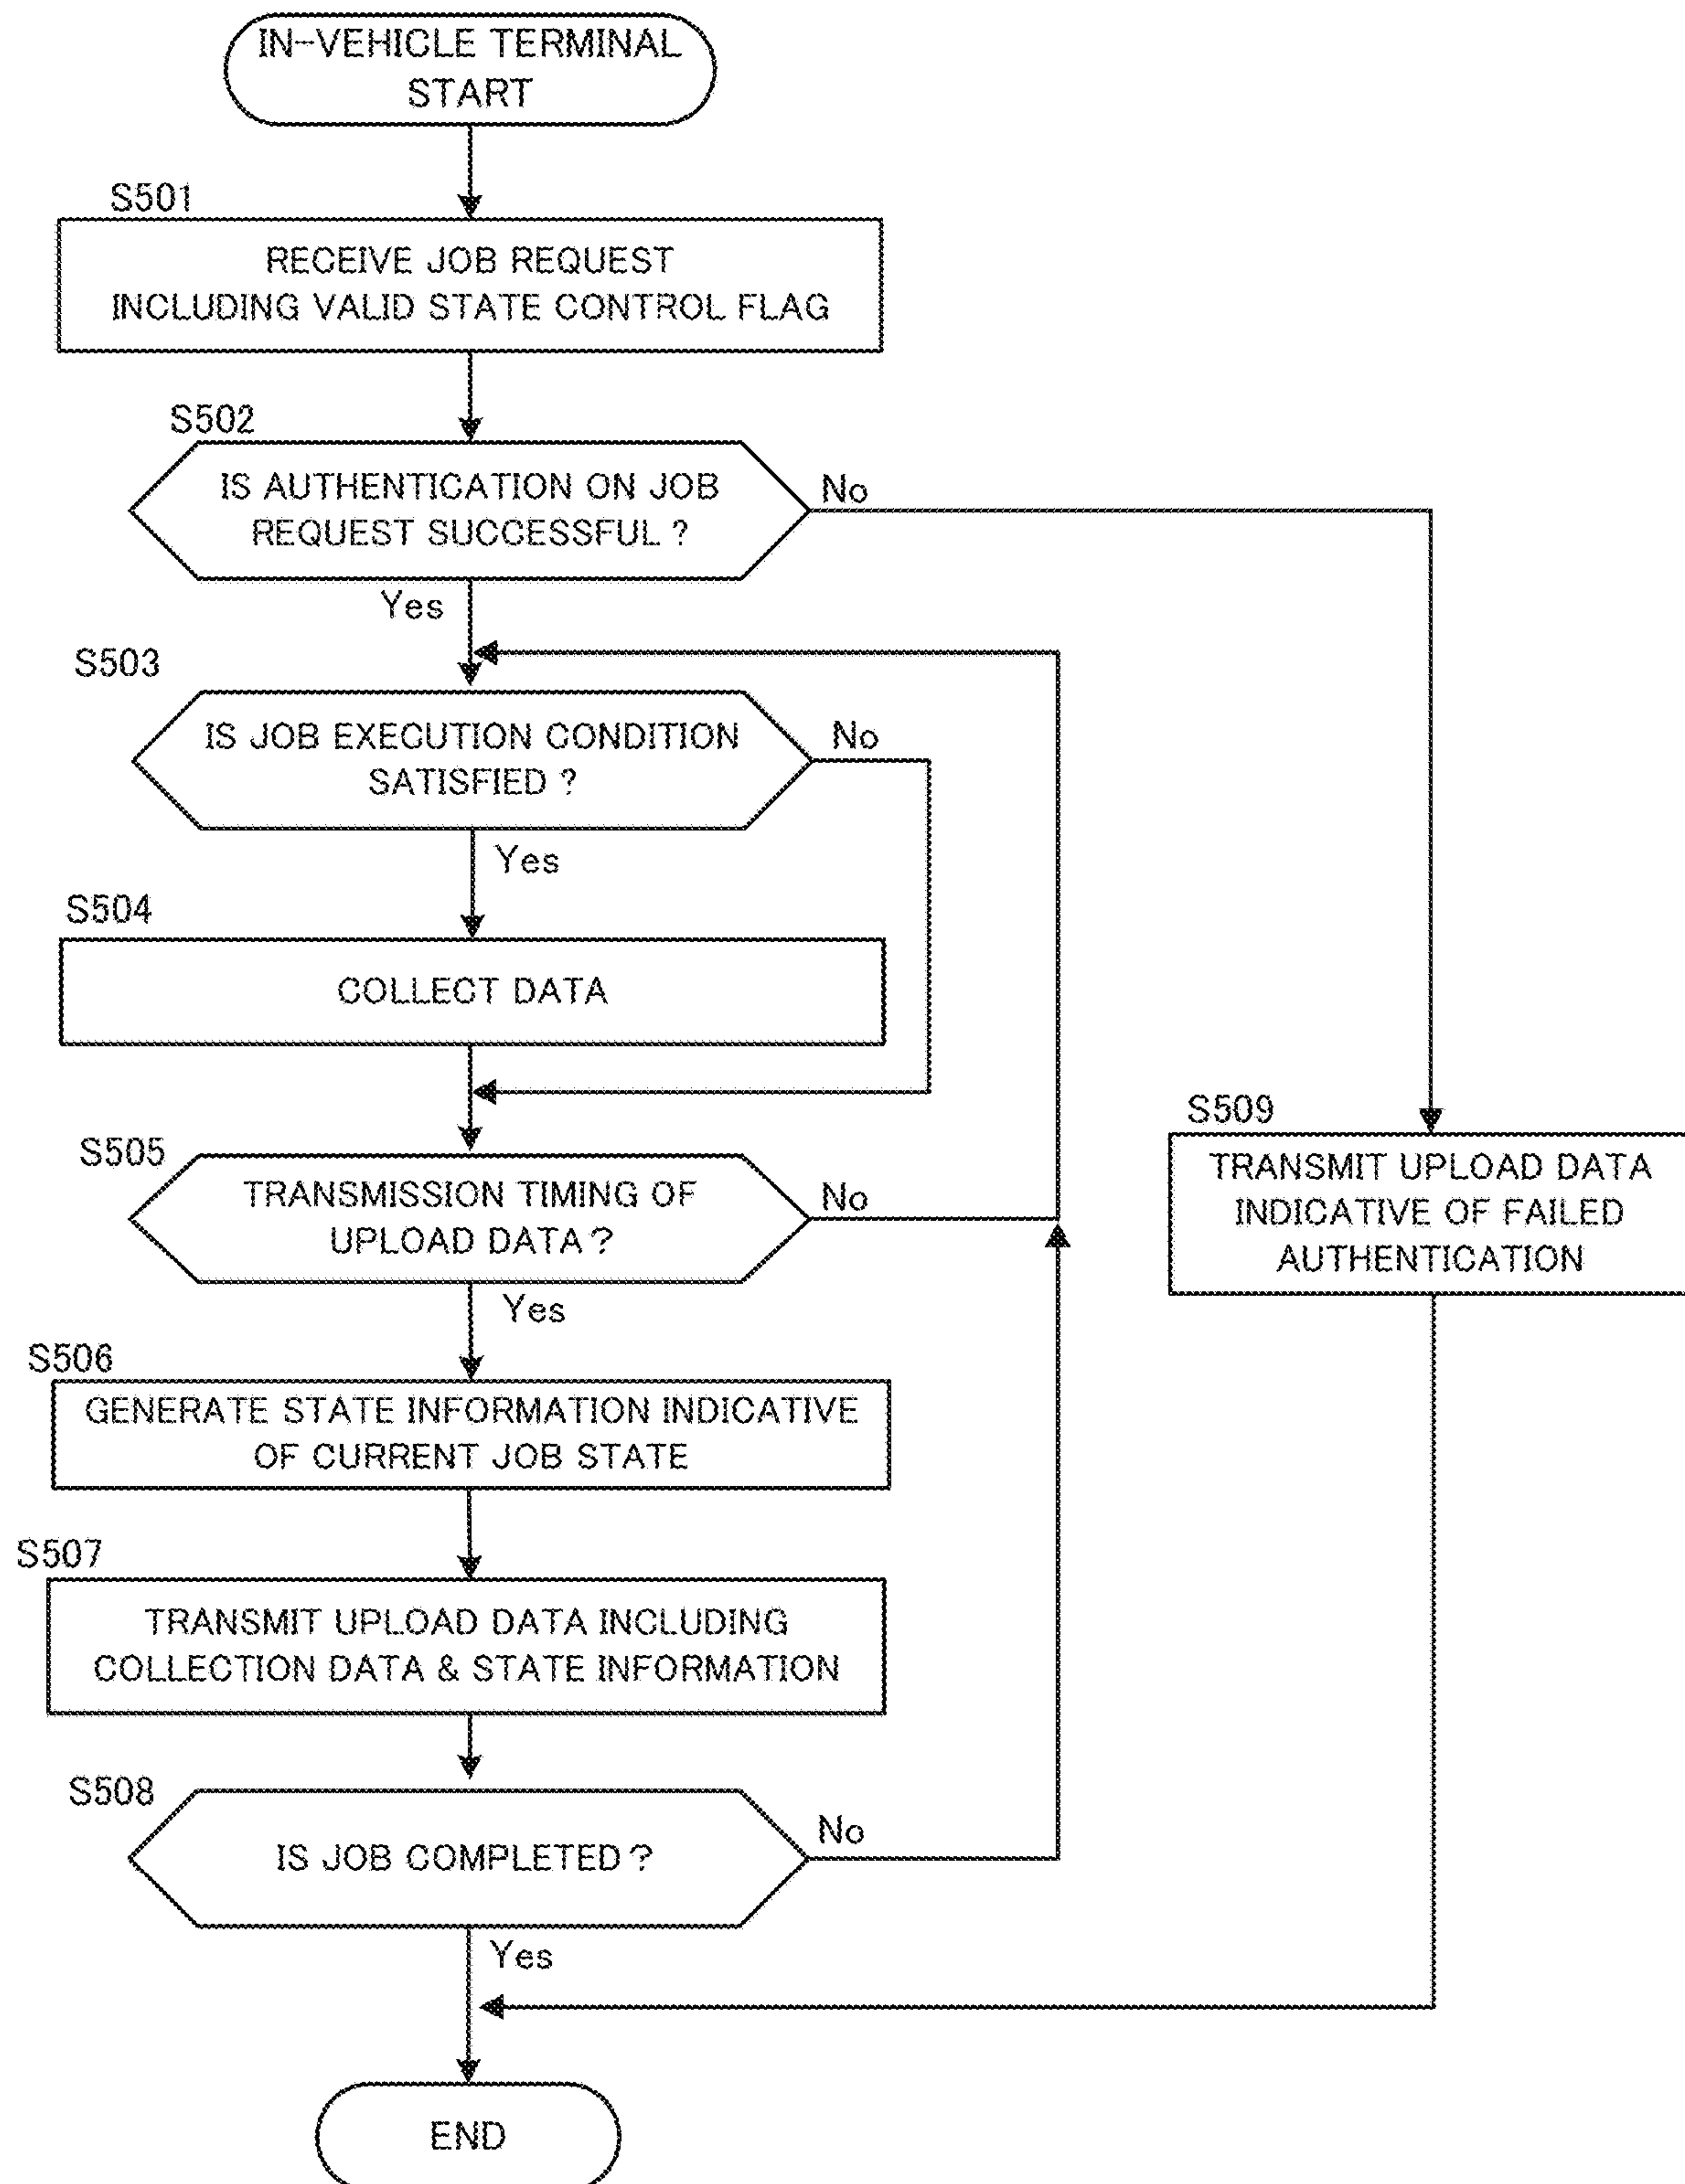 IN-VEHICLE TERMINAL
START
S501
RECEIVE JOB REQUEST
INCLUDING VALID STATE CONTROL FLAG
S502
IS AUTHENTICATION ON JOB
REQUEST SUCCESSFUL ?
No
Yes
S503
IS JOB EXECUTION CONDITION
SATISFIED ?
No
Yes
S504
COLLECT DATA
S505
TRANSMISSION TIMING OF
UPLOAD DATA ?
No
Yes
S509
TRANSMIT UPLOAD DATA
INDICATIVE OF FAILED
AUTHENTICATION
S506
GENERATE STATE INFORMATION INDICATIVE
OF CURRENT JOB STATE
S507
TRANSMIT UPLOAD DATA INCLUDING
COLLECTION DATA & STATE INFORMATION
S508
IS JOB COMPLETED ?
No
Yes
END